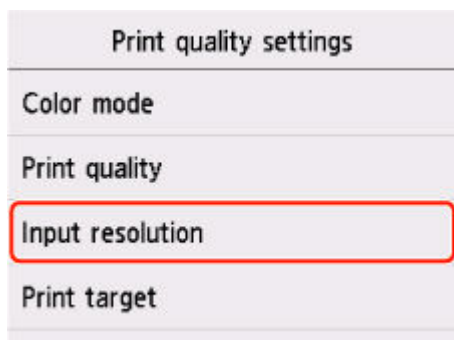 Print quality settings
Color mode
Print quality
Input resolution
Print target